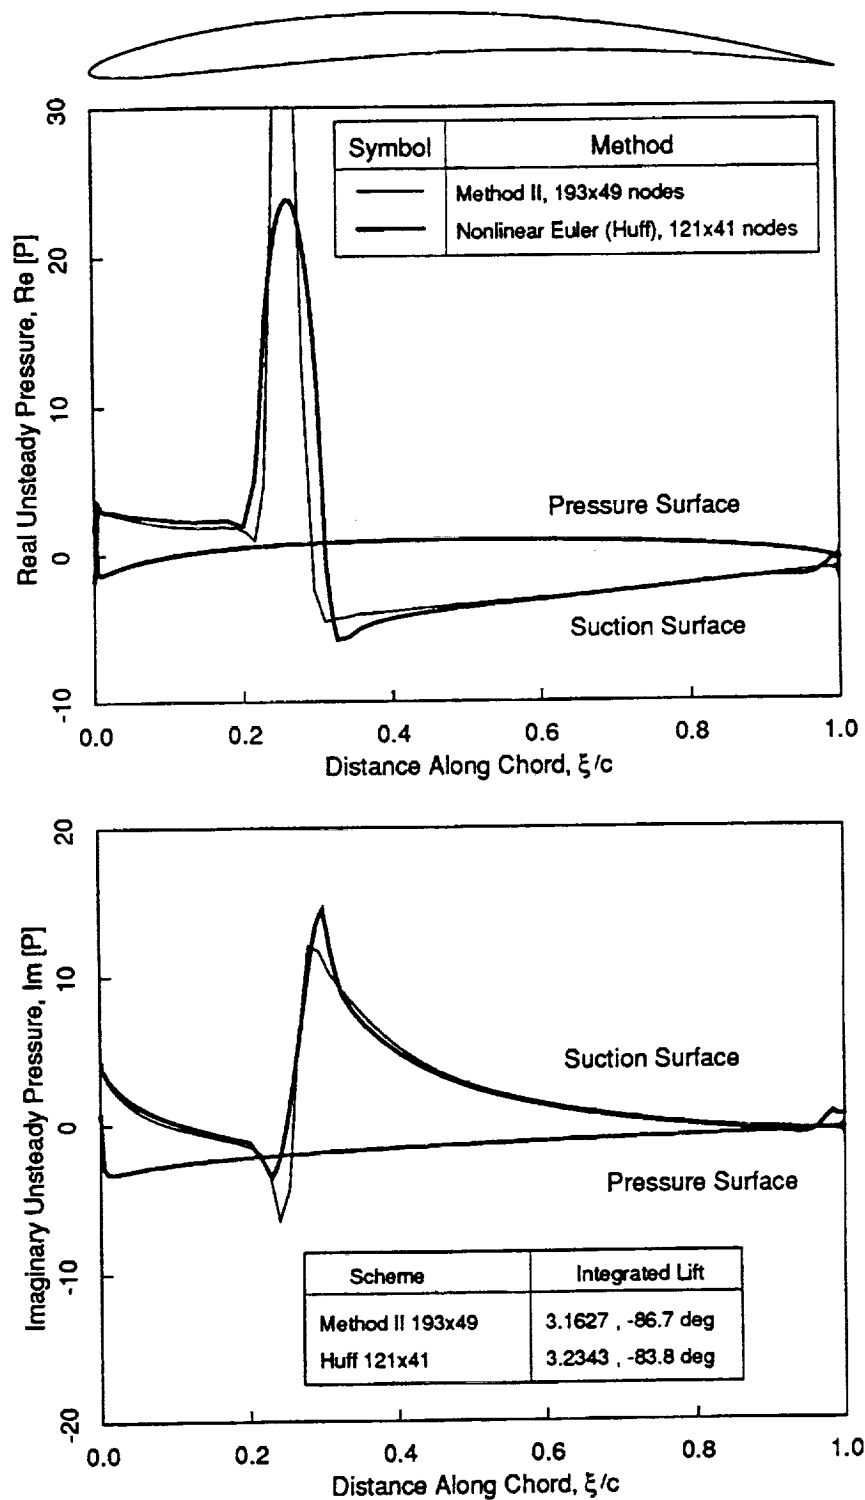 30
20
10
0
-10
Real Unsteady Pressure, Re [P]
Symbol Method
Method II, 193x49 nodes
Nonlinear Euler (Huff), 121x41 nodes
Pressure Surface
Suction Surface
0.0 0.2 0.4 0.6 0.8 1.0
Distance Along Chord, ξ/c
20
10
0
-10
-20
Imaginary Unsteady Pressure, Im [P]
Suction Surface
Pressure Surface
Scheme Integrated Lift
Method II 193x49 3.1627 , -86.7 deg
Huff 121x41 3.2343 , -83.8 deg
0.0 0.2 0.4 0.6 0.8 1.0
Distance Along Chord, ξ/c